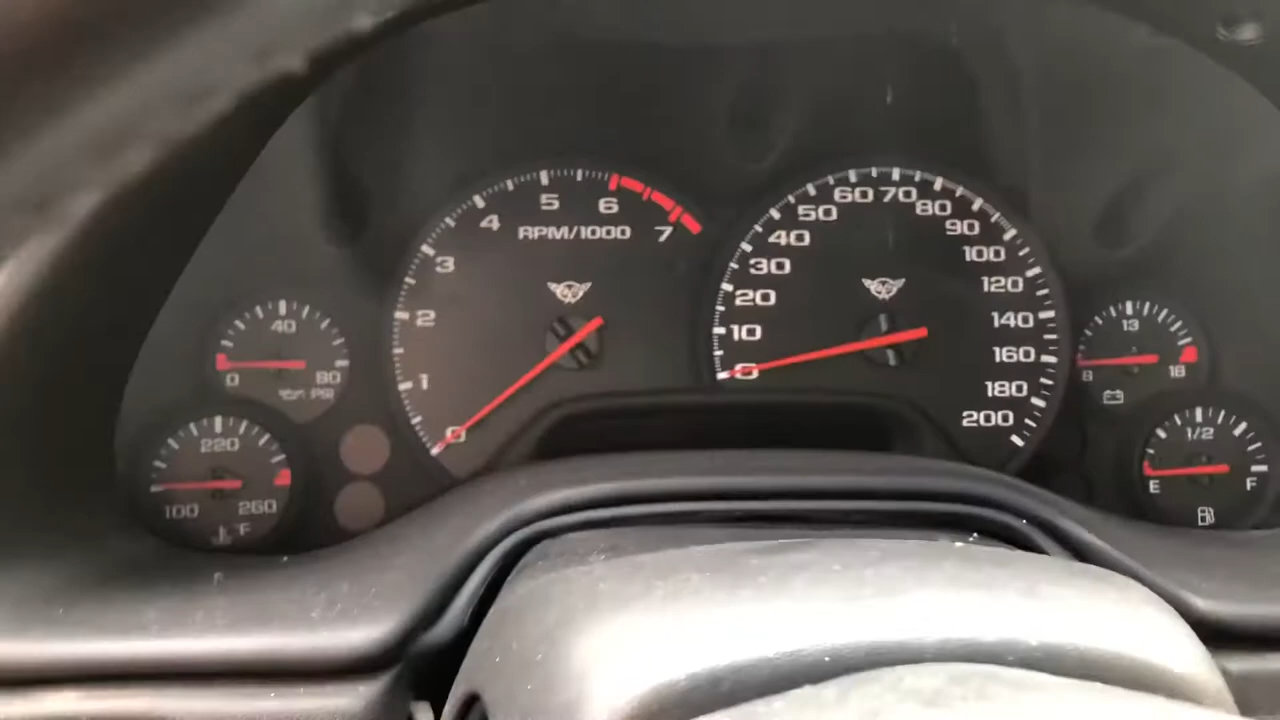 0 1 2 3 4 5 6 7
RPM/1000
0 10 20 30 40 50 60 70 80 90 100 120 140 160 180 200
0 40 80
(PSI)
100 220 260
°F
8 13 18
E 1/2 F